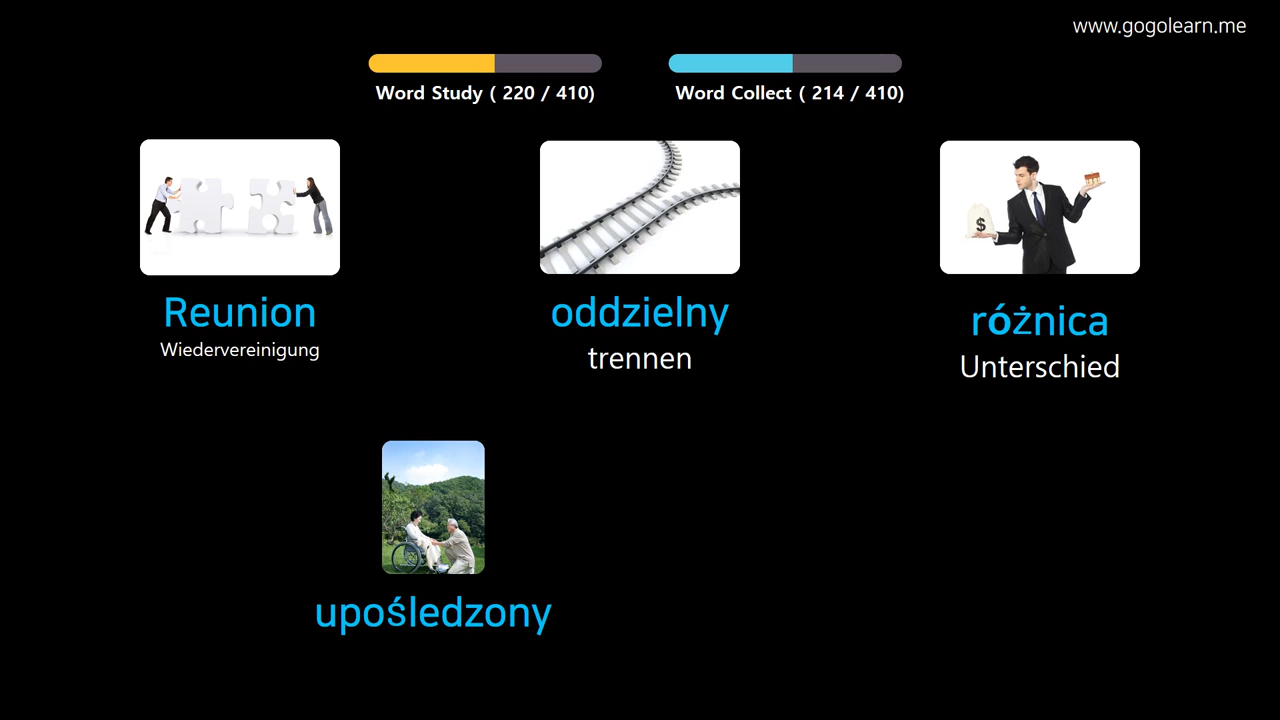 www.gogolearn.me
Word Study ( 220 / 410)
Word Collect ( 214 / 410)
Reunion
Wiedervereinigung
oddzielny
trennen
różnica
Unterschied
$
upośledzony